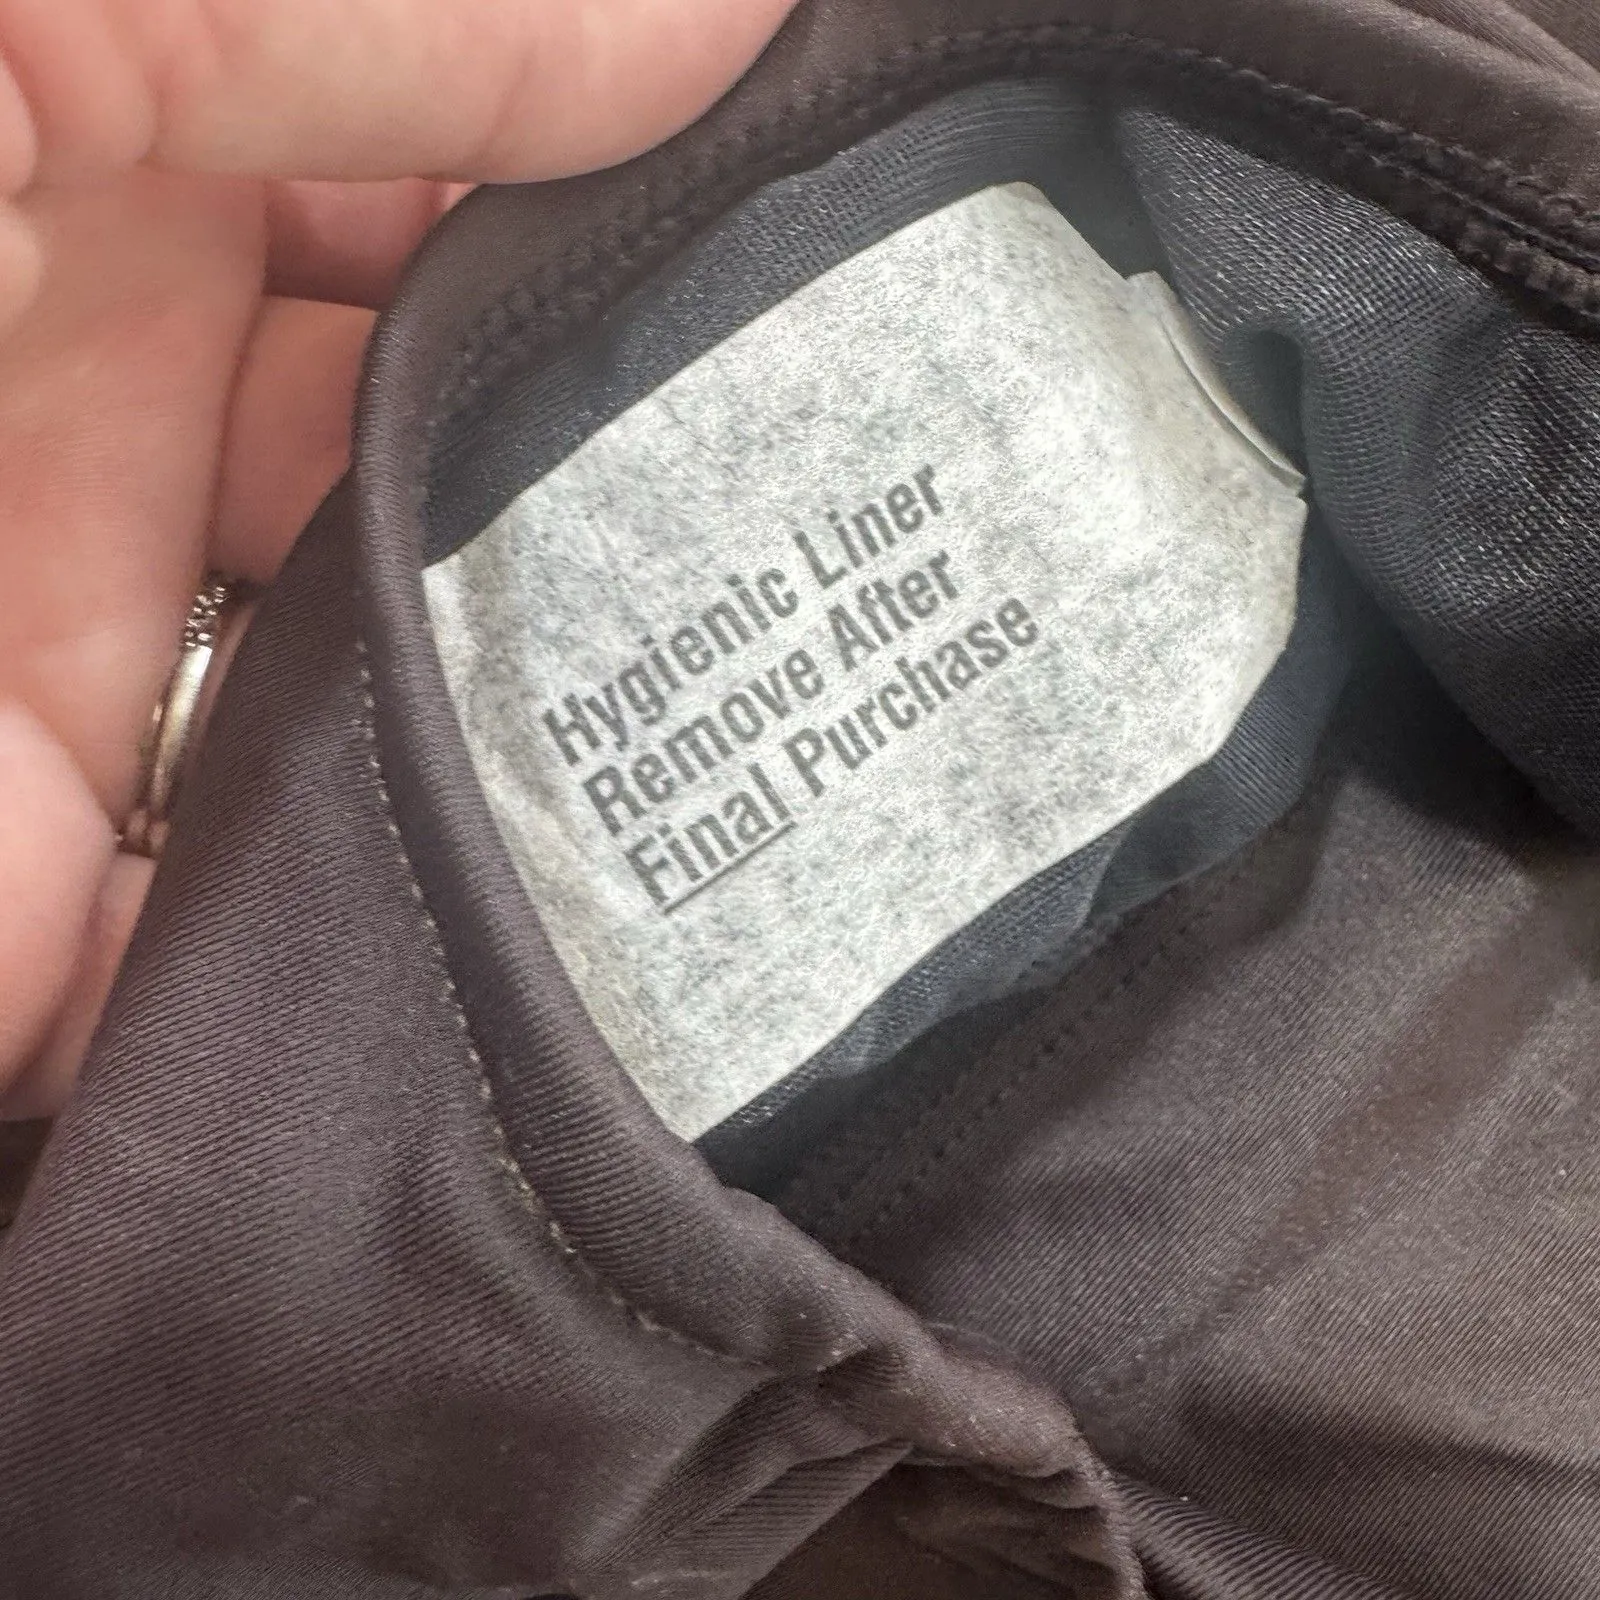 Hygienic Liner
Remove After
Final Purchase